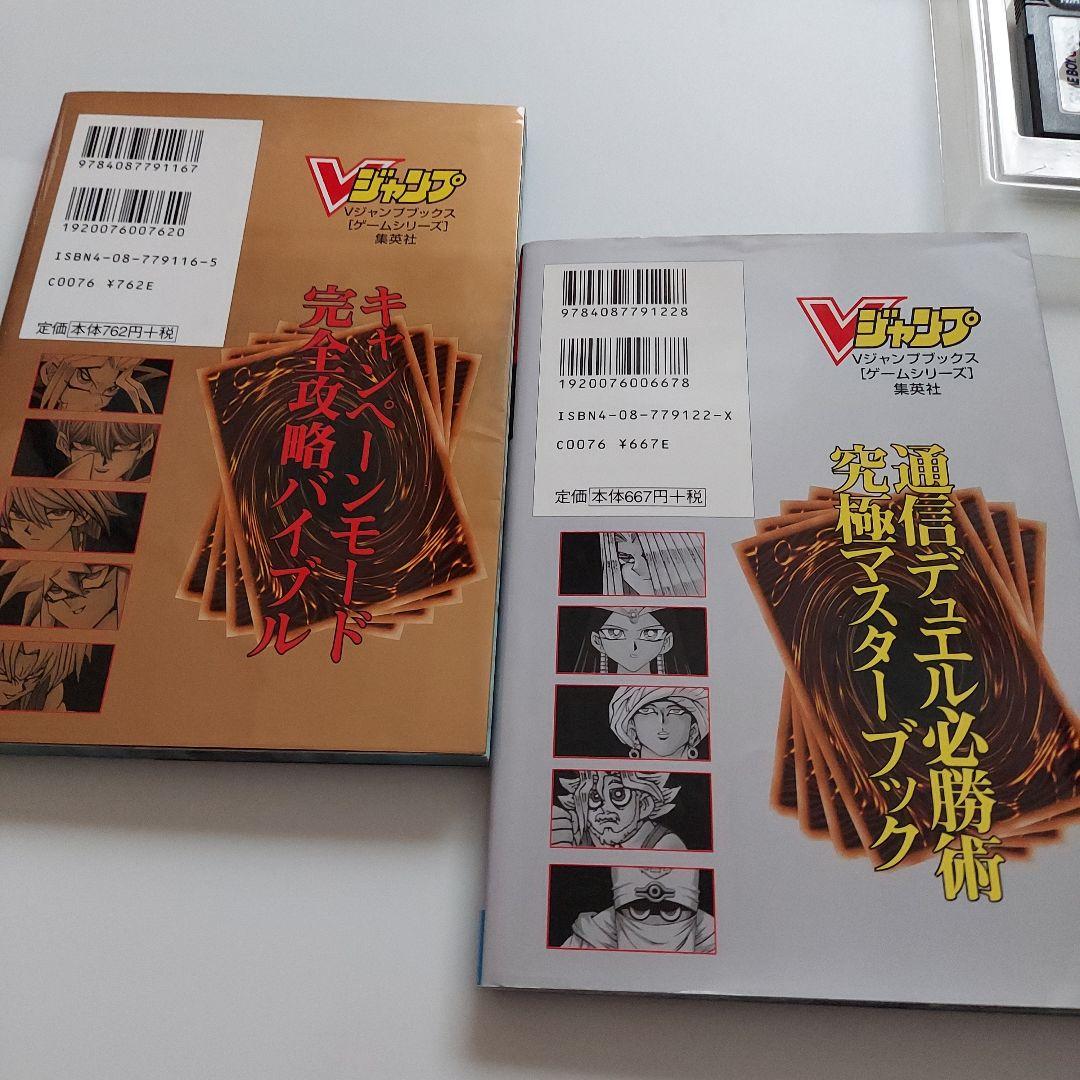 9784087791167
1920076007620
ISBN4-08-779116-5
C0076 ¥762E
定価 本体762円+税
Vジャンプ
Vジャンプブックス
[ゲームシリーズ]
集英社
キャンペーンモード
完全攻略バイブル
9784087791228
1920076006678
ISBN4-08-779122-X
C0076 ¥667E
定価 本体667円+税
Vジャンプ
Vジャンプブックス
[ゲームシリーズ]
集英社
通信デュエル必勝術
究極マスターブック